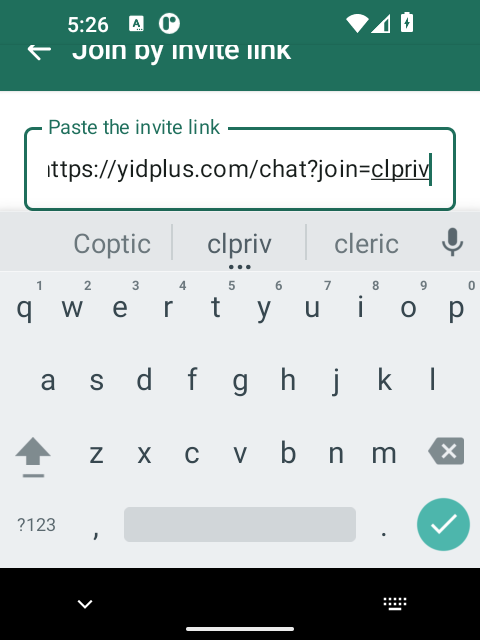 5:26
Join by invite link
Paste the invite link
ttps://yidplus.com/chat?join=clpriv
Coptic clpriv cleric
1 2 3 4 5 6 7 8 9 0
q w e r t y u i o p
a s d f g h j k l
z x c v b n m
?123 , .